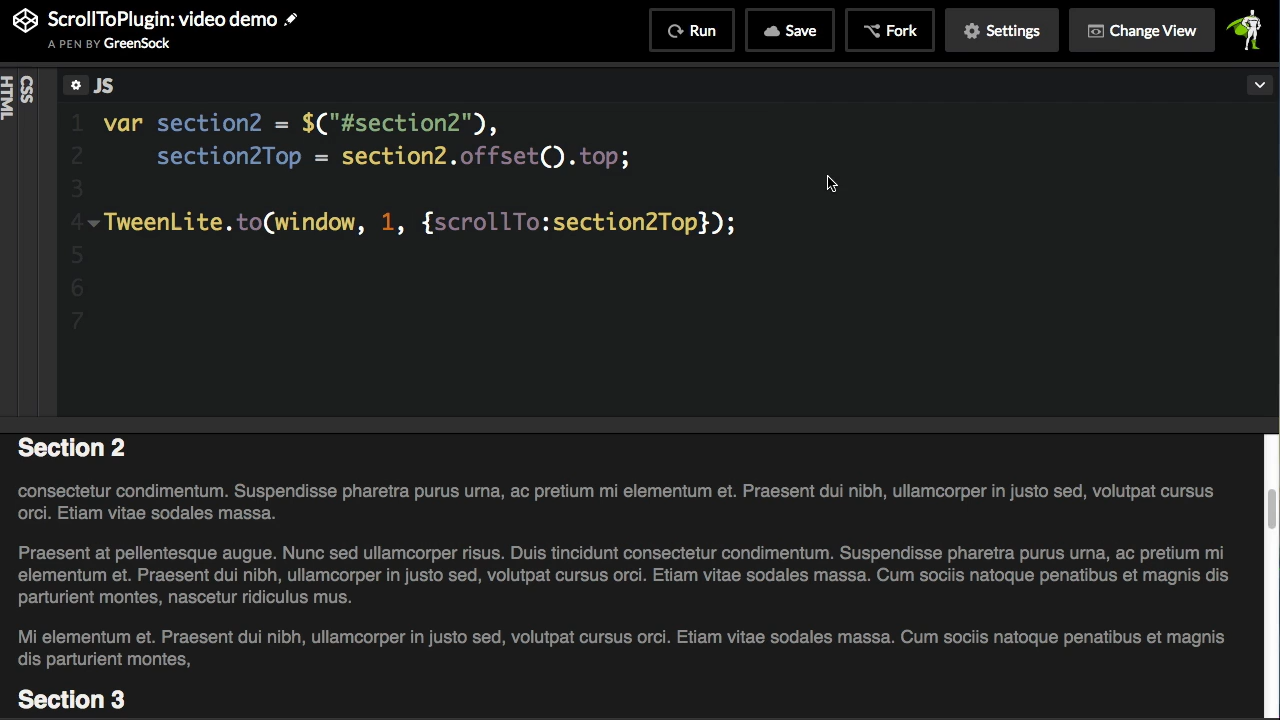 ScrollToPlugin: video demo
A PEN BY GreenSock
Run
Save
Fork
Settings
Change View
HTML
CSS
JS
1 var section2 = $("#section2"),
2 section2Top = section2.offset().top;
3
4 TweenLite.to(window, 1, {scrollTo:section2Top});
5
6
7
Section 2
consectetur condimentum. Suspendisse pharetra purus urna, ac pretium mi elementum et. Praesent dui nibh, ullamcorper in justo sed, volutpat cursus
orci. Etiam vitae sodales massa.
Praesent at pellentesque augue. Nunc sed ullamcorper risus. Duis tincidunt consectetur condimentum. Suspendisse pharetra purus urna, ac pretium mi
elementum et. Praesent dui nibh, ullamcorper in justo sed, volutpat cursus orci. Etiam vitae sodales massa. Cum sociis natoque penatibus et magnis dis
parturient montes, nascetur ridiculus mus.
Mi elementum et. Praesent dui nibh, ullamcorper in justo sed, volutpat cursus orci. Etiam vitae sodales massa. Cum sociis natoque penatibus et magnis
dis parturient montes,
Section 3